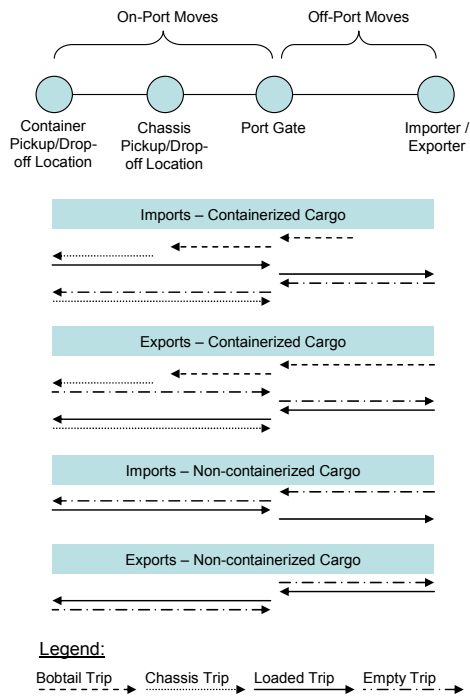 On-Port Moves
Off-Port Moves
Container
Pickup/Drop-
off Location
Chassis
Pickup/Drop-
off Location
Port Gate
Importer /
Exporter
Imports – Containerized Cargo
Exports – Containerized Cargo
Imports – Non-containerized Cargo
Exports – Non-containerized Cargo
Legend:
Bobtail Trip
Chassis Trip
Loaded Trip
Empty Trip